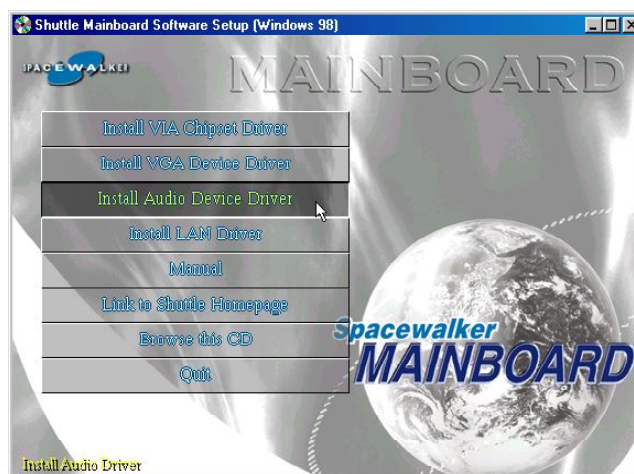 Shuttle Mainboard Software Setup (Windows 98)
SPACEWALKER
MAINBOARD
Install VIA Chipset Driver
Install VGA Device Driver
Install Audio Device Driver
Install LAN Driver
Manual
Link to Shuttle Homepage
Browse this CD
Quit
Spacewalker
MAINBOARD
Install Audio Driver